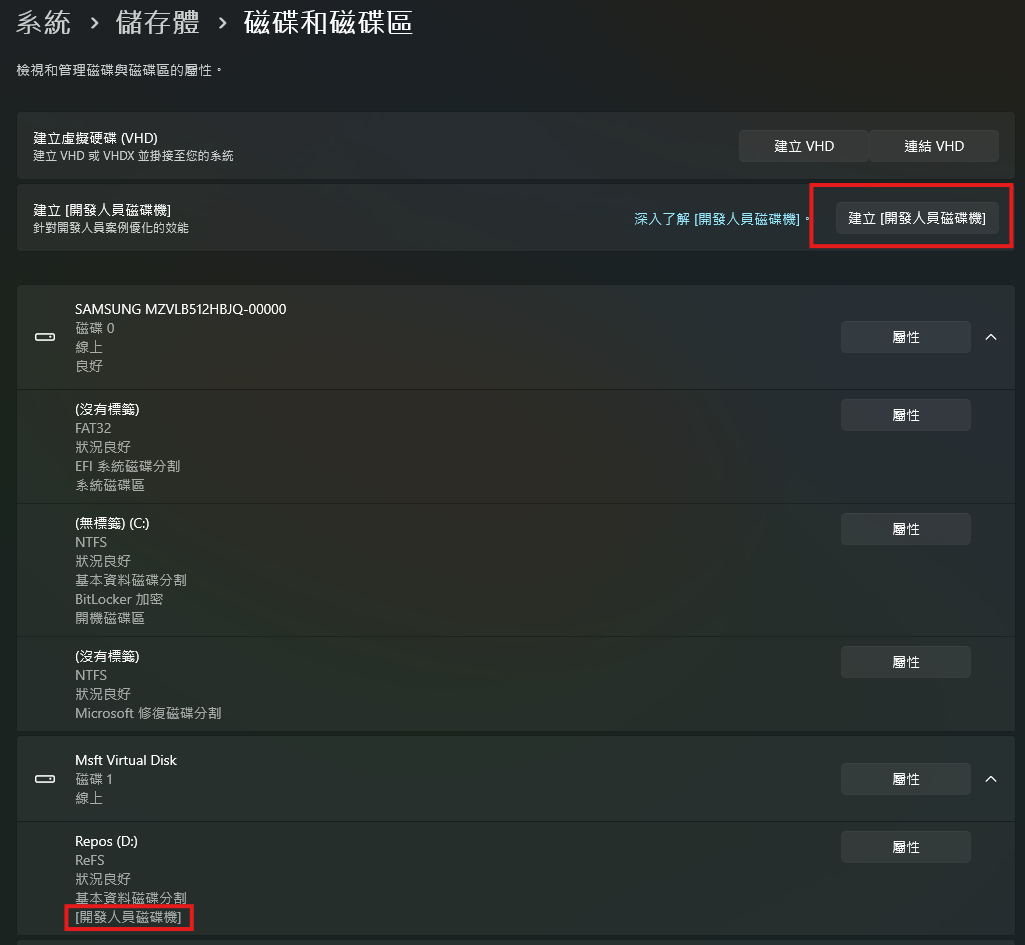 系統 › 儲存體 › 磁碟和磁碟區
檢視和管理磁碟與磁碟區的屬性。
建立虛擬硬碟 (VHD)
建立 VHD 或 VHDX 並掛接至您的系統
建立 VHD
連結 VHD
建立 [開發人員磁碟機]
針對開發人員案例優化的效能
深入了解 [開發人員磁碟機]。
建立 [開發人員磁碟機]
SAMSUNG MZVLB512HBJQ-00000
磁碟 0
線上
良好
屬性
(沒有標籤)
FAT32
狀況良好
EFI 系統磁碟分割
系統磁碟區
屬性
(無標籤) (C:)
NTFS
狀況良好
基本資料磁碟分割
BitLocker 加密
開機磁碟區
屬性
(沒有標籤)
NTFS
狀況良好
Microsoft 修復磁碟分割
屬性
Msft Virtual Disk
磁碟 1
線上
屬性
Repos (D:)
ReFS
狀況良好
基本資料磁碟分割
[開發人員磁碟機]
屬性